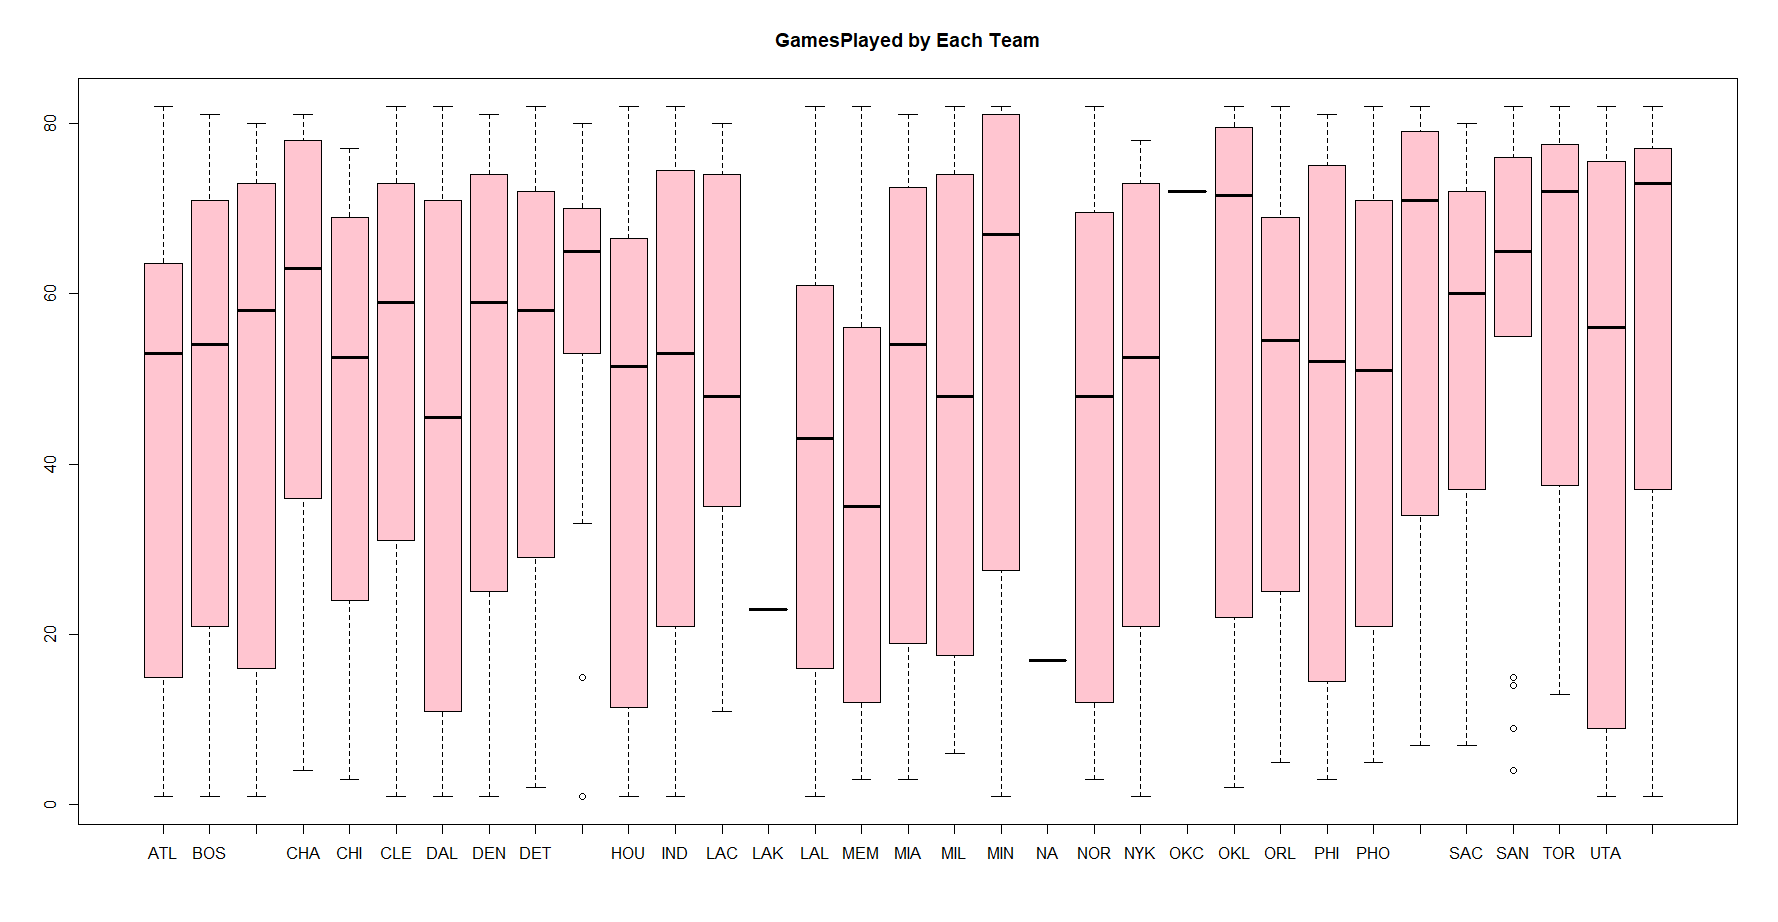 GamesPlayed by Each Team
80
60
40
20
0
ATL BOS CHA CHI CLE DAL DEN DET HOU IND LAC LAK LAL MEM MIA MIL MIN NA NOR NYK OKC OKL ORL PHI PHO SAC SAN TOR UTA